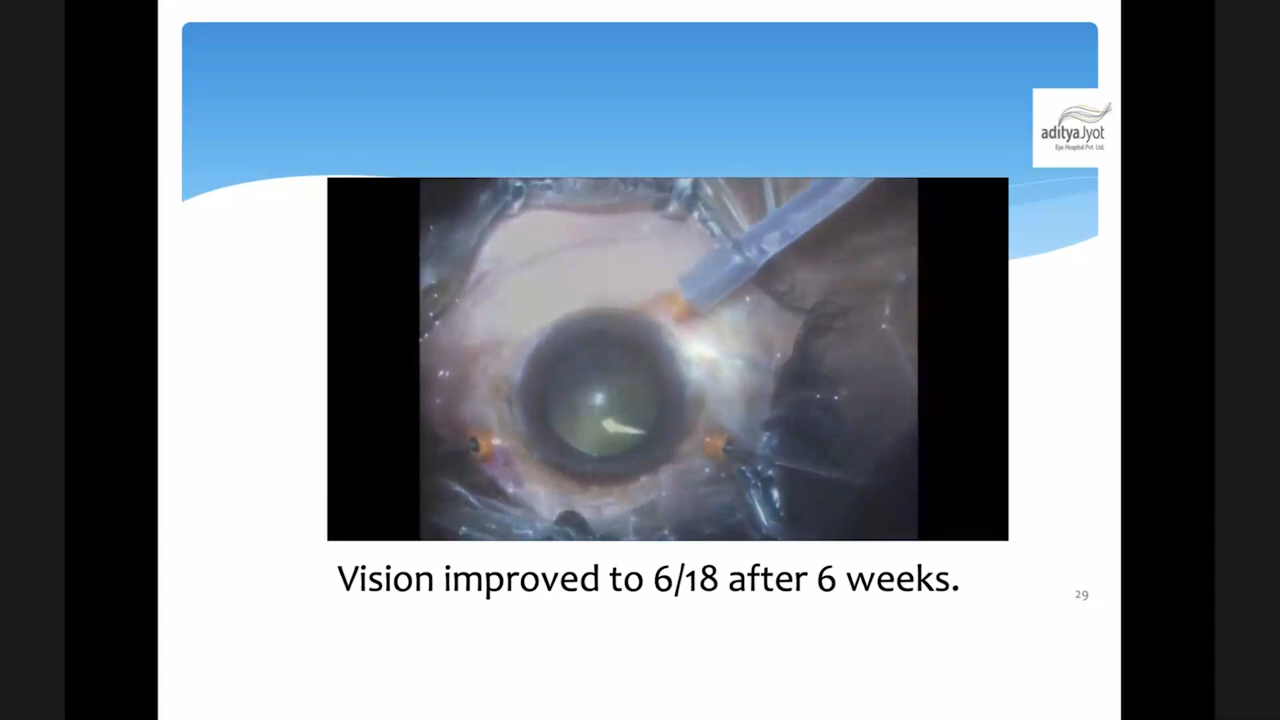 adityaJyot
Eye Hospital Pvt. Ltd.
Vision improved to 6/18 after 6 weeks.
29